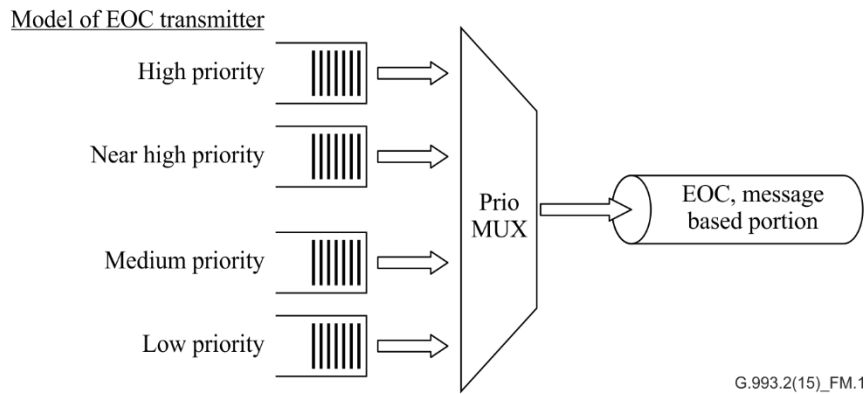 Model of EOC transmitter
High priority
Near high priority
Medium priority
Low priority
Prio
MUX
EOC, message
based portion
G.993.2(15)_FM.1